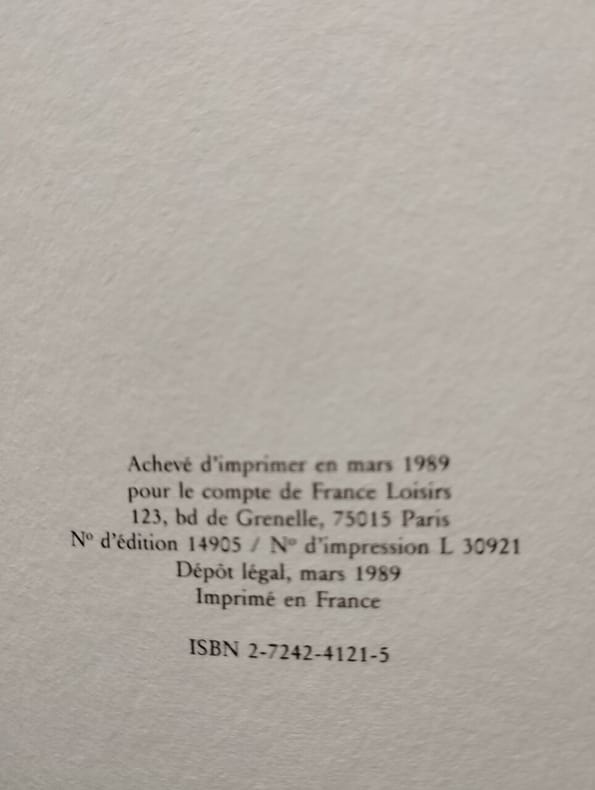 Achevé d'imprimer en mars 1989
pour le compte de France Loisirs
123, bd de Grenelle, 75015 Paris
Nº d'édition 14905 / Nº d'impression L 30921
Dépôt légal, mars 1989
Imprimé en France
ISBN 2-7242-4121-5